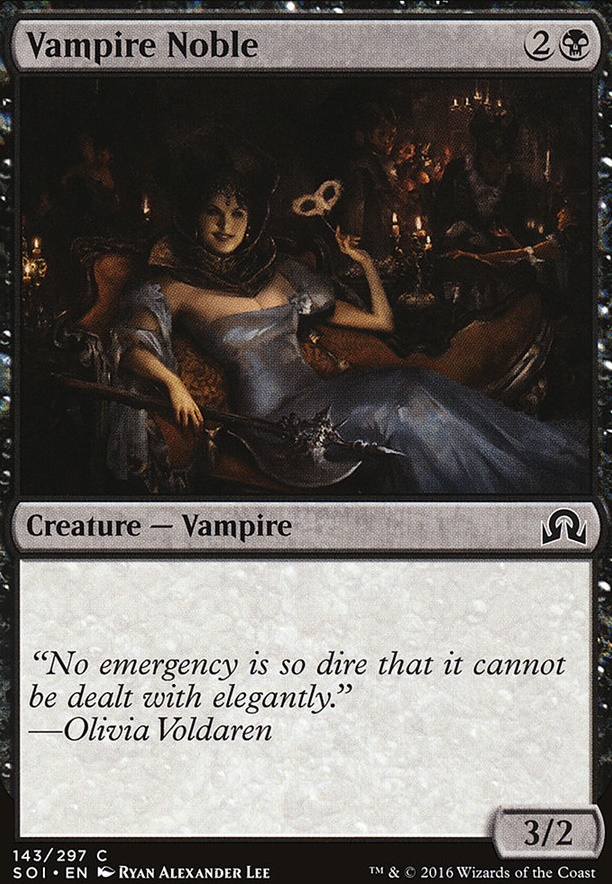 Vampire Noble 2
Creature — Vampire
“No emergency is so dire that it cannot
be dealt with elegantly.”
—Olivia Voldaren
3/2
143/297 C
SOI • EN Ryan Alexander Lee
™ & © 2016 Wizards of the Coast